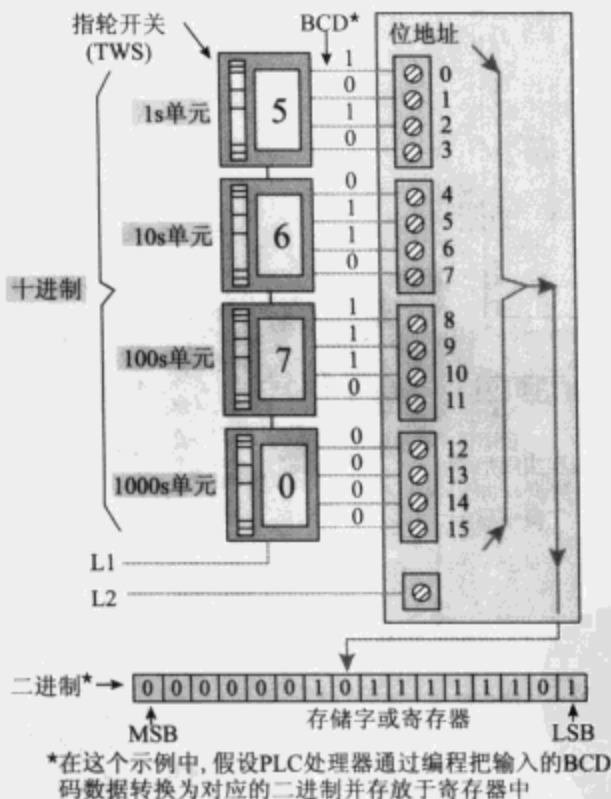 指轮开关
(TWS)
BCD*
位地址
十进制
1s单元
5
1 0
0 1
1 2
0 3
10s单元
6
0 4
1 5
1 6
0 7
100s单元
7
1 8
1 9
1 10
0 11
1000s单元
0
0 12
0 13
0 14
0 15
L1
L2
二进制*
0 0 0 0 0 0 1 0 1 1 1 1 1 1 0 1
MSB
存储字或寄存器
LSB
*在这个示例中,假设PLC处理器通过编程把输入的BCD
码数据转换为对应的二进制并存放于寄存器中